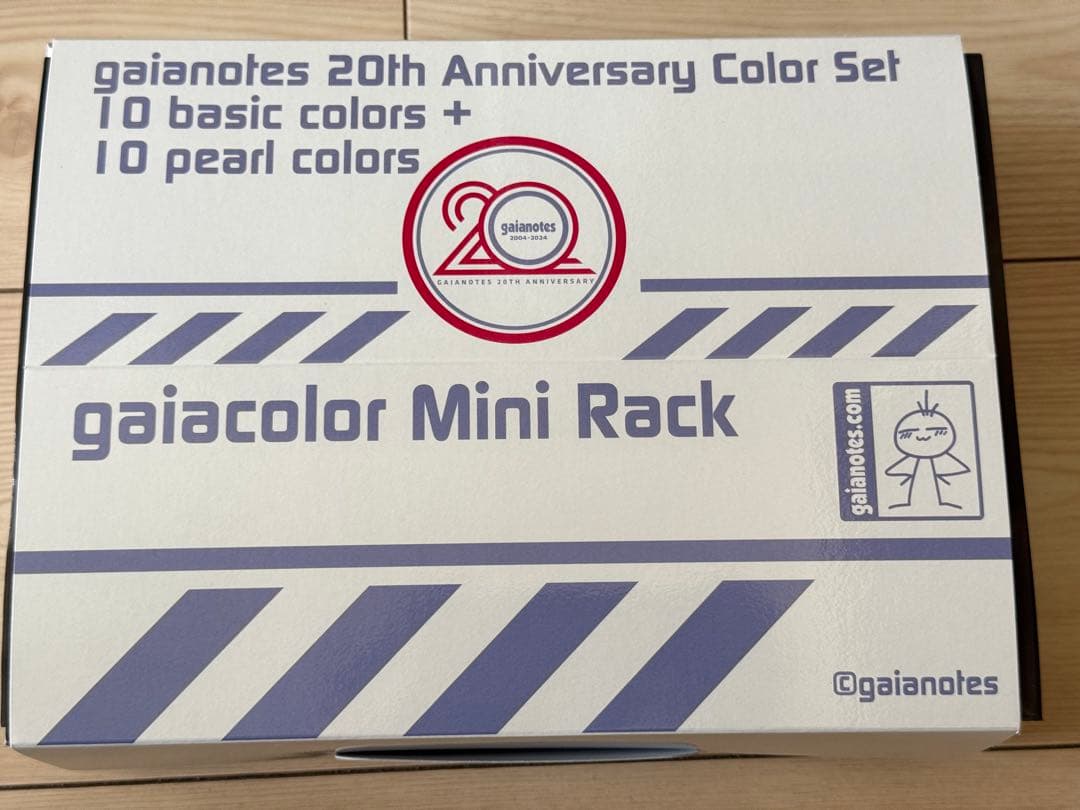 gaianotes 20th Anniversary Color Set
10 basic colors +
10 pearl colors
20
gaianotes
2004-2024
GAIANOTES 20TH ANNIVERSARY
gaiacolor Mini Rack
gaianotes.com
©gaianotes